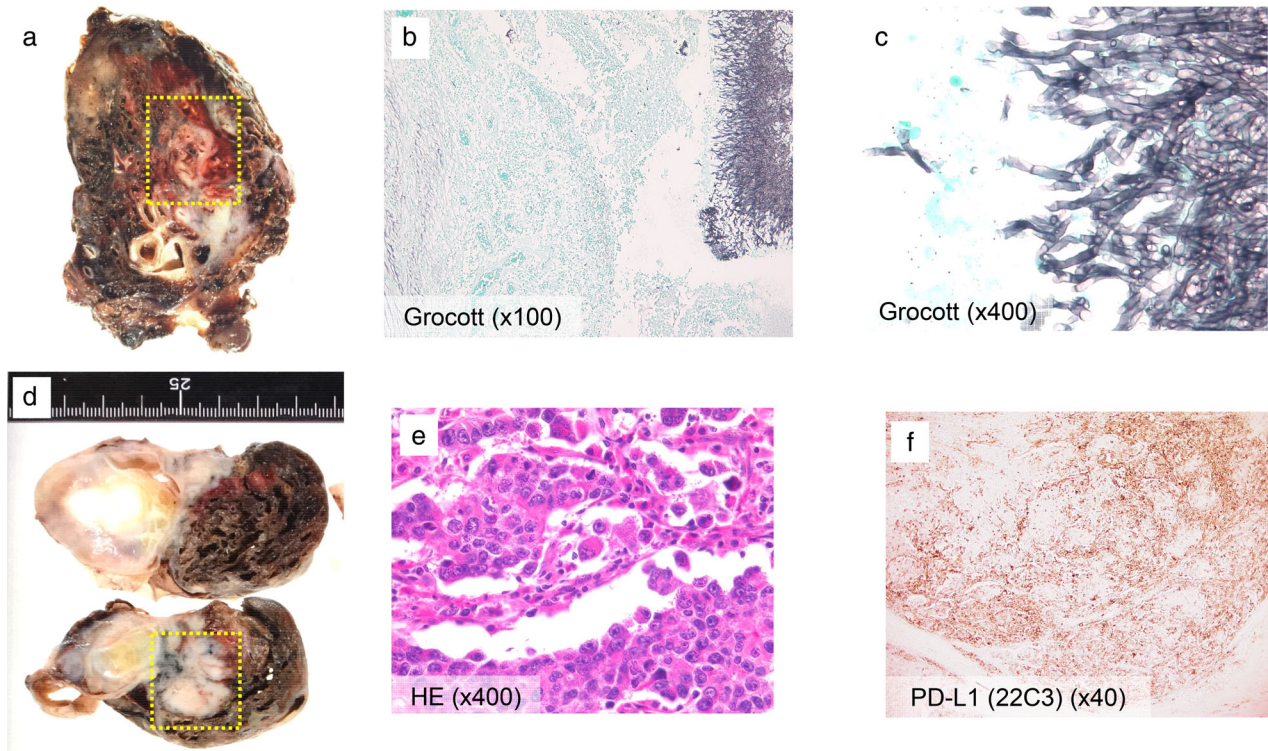 a
b
c
Grocott (x100)
Grocott (x400)
d
25
e
f
HE (x400)
PD-L1 (22C3) (x40)